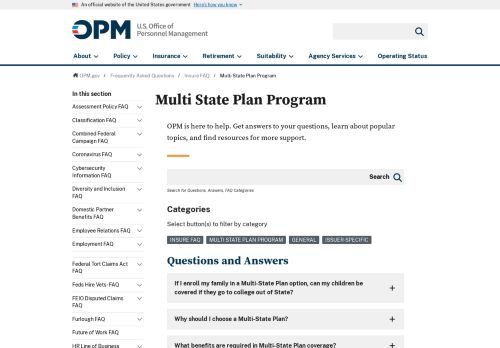 An official website of the United States government Here's how you know
OPM U.S. Office of
Personnel Management
About Policy Insurance Retirement Suitability Agency Services Operating Status
OPM.gov / Frequently Asked Questions / Insure FAQ / Multi State Plan Program
In this section
Assessment Policy FAQ
Classification FAQ
Combined Federal
Campaign FAQ
Coronavirus FAQ
Cybersecurity
Information FAQ
Diversity and Inclusion
FAQ
Domestic Partner
Benefits FAQ
Employee Relations FAQ
Employment FAQ
Federal Tort Claims Act
FAQ
Feds Hire Vets- FAQ
FEIO Disputed Claims
FAQ
Furlough FAQ
Future of Work FAQ
HR Line of Business
Multi State Plan Program
OPM is here to help. Get answers to your questions, learn about popular
topics, and find resources for more support.
Search
Search for Questions, Answers, FAQ Categories
Categories
Select button(s) to filter by category
INSURE FAQ MULTI STATE PLAN PROGRAM GENERAL ISSUER-SPECIFIC
Questions and Answers
If I enroll my family in a Multi-State Plan option, can my children be
covered if they go to college out of State?
Why should I choose a Multi-State Plan?
What benefits are required in Multi-State Plan coverage?